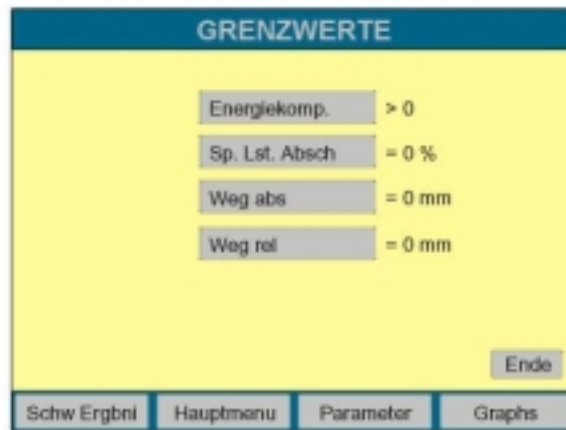 GRENZWERTE
Energiekomp. > 0
Sp. Lst. Absch = 0 %
Weg abs = 0 mm
Weg rel = 0 mm
Ende
Schw Ergbni Hauptmenu Parameter Graphs